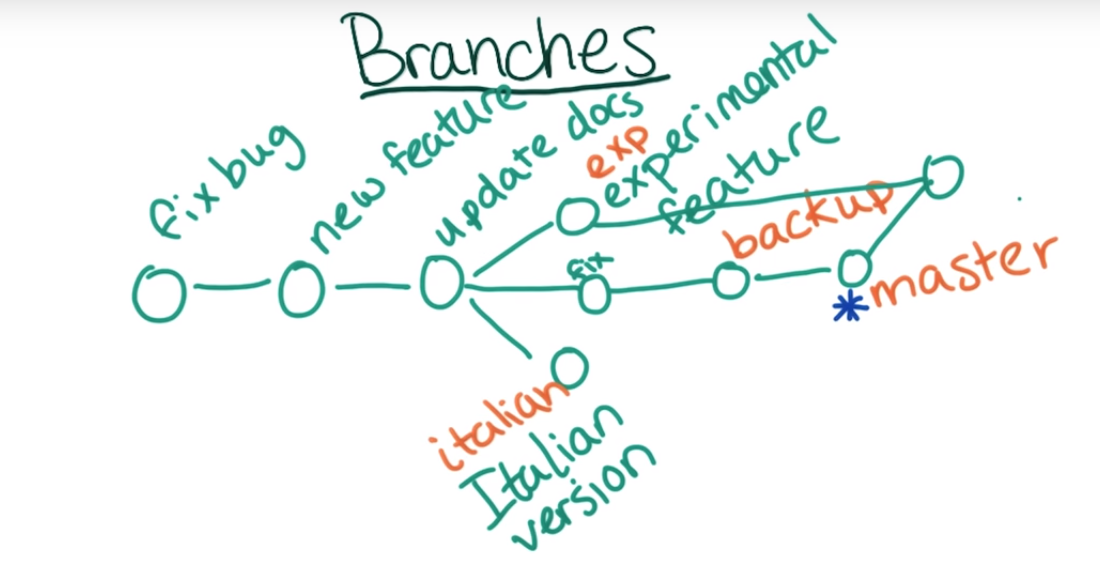 Branches
fix bug
new feature
update docs
exp
experimental
feature
fix
backup
* master
italian
Italian
version